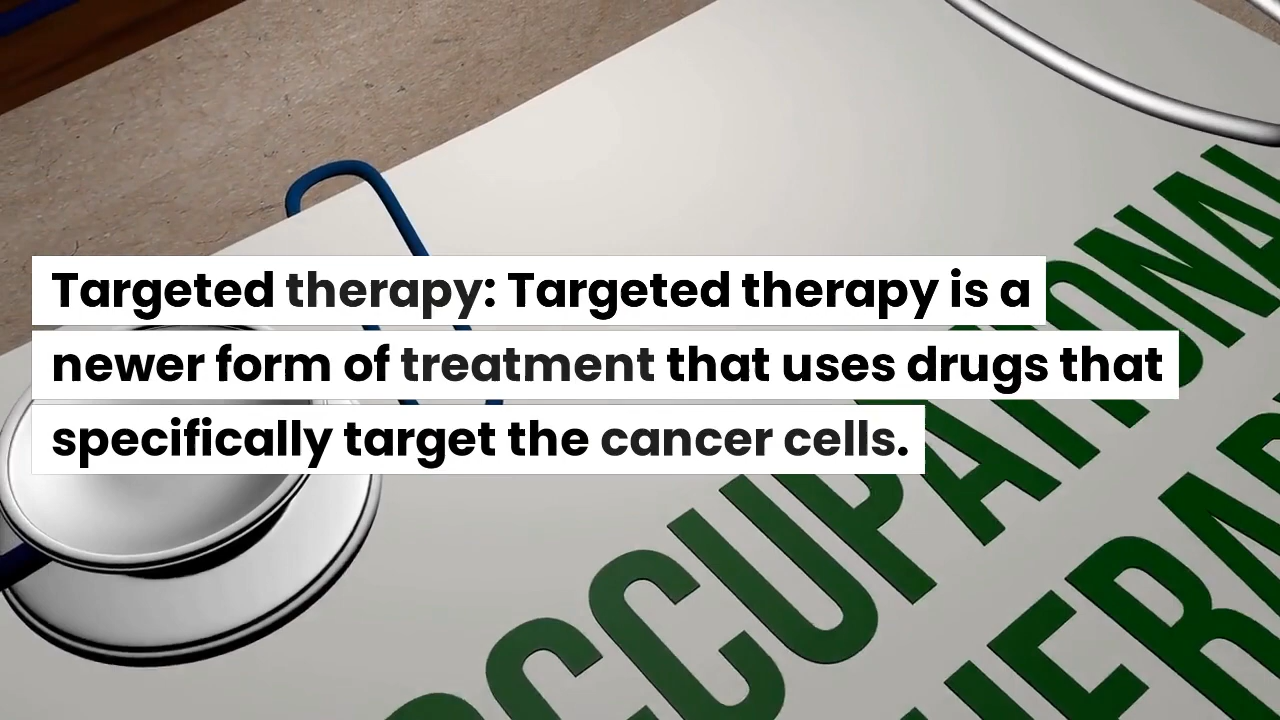 Targeted therapy: Targeted therapy is a
newer form of treatment that uses drugs that
specifically target the cancer cells.
OCCUPATIONAL
THERAP